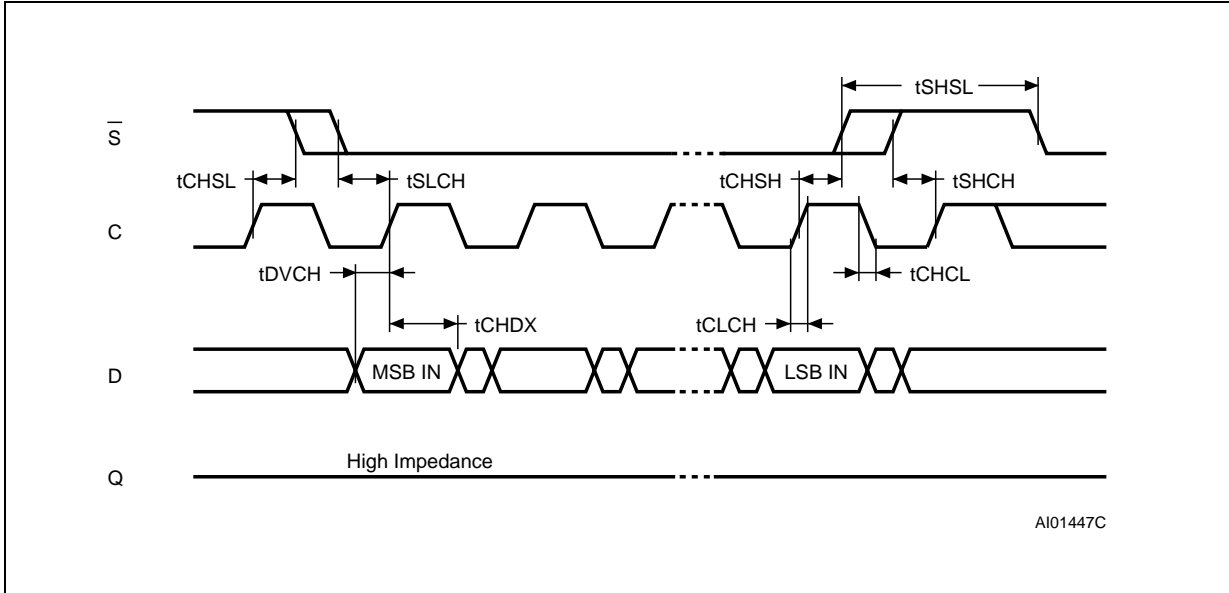 tSHSL
S̅
tCHSL
tSLCH
tCHSH
tSHCH
C
tDVCH
tCHCL
tCHDX
tCLCH
D
MSB IN
LSB IN
High Impedance
Q
AI01447C